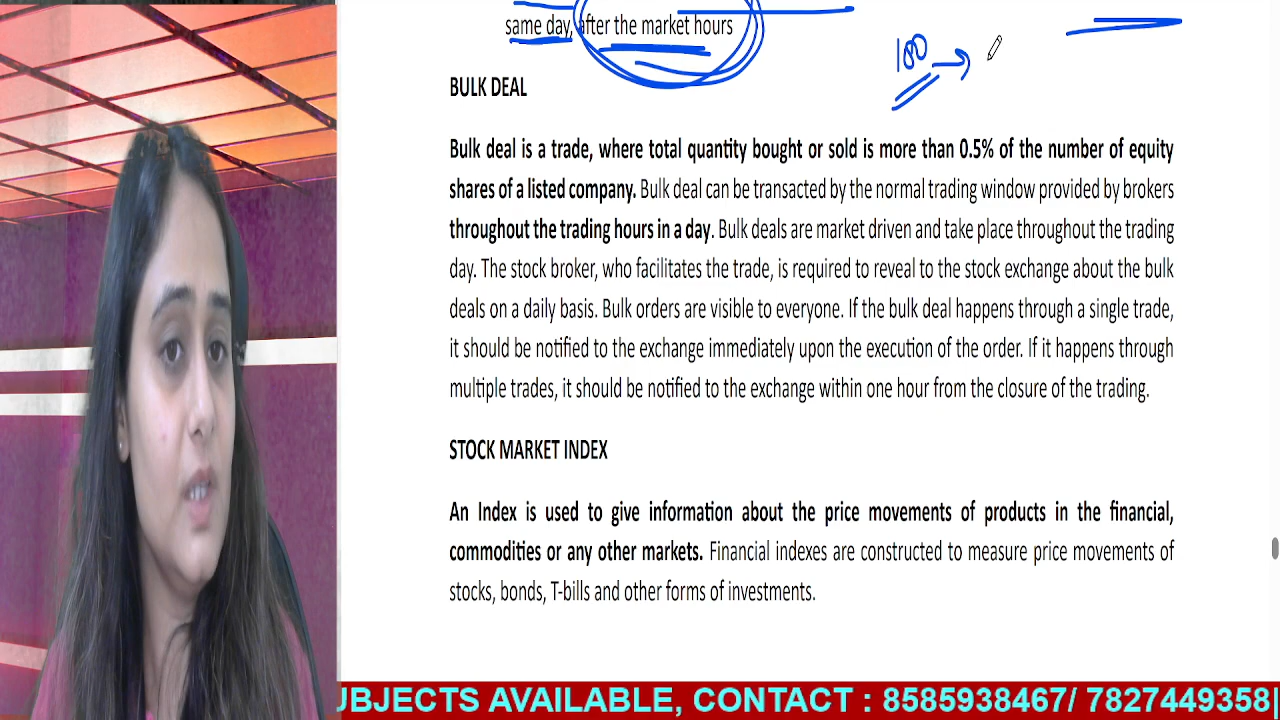 same day, after the market hours
100 →
BULK DEAL
Bulk deal is a trade, where total quantity bought or sold is more than 0.5% of the number of equity
shares of a listed company. Bulk deal can be transacted by the normal trading window provided by brokers
throughout the trading hours in a day. Bulk deals are market driven and take place throughout the trading
day. The stock broker, who facilitates the trade, is required to reveal to the stock exchange about the bulk
deals on a daily basis. Bulk orders are visible to everyone. If the bulk deal happens through a single trade,
it should be notified to the exchange immediately upon the execution of the order. If it happens through
multiple trades, it should be notified to the exchange within one hour from the closure of the trading.
STOCK MARKET INDEX
An Index is used to give information about the price movements of products in the financial,
commodities or any other markets. Financial indexes are constructed to measure price movements of
stocks, bonds, T-bills and other forms of investments.
UBJECTS AVAILABLE, CONTACT : 8585938467/ 7827449358|